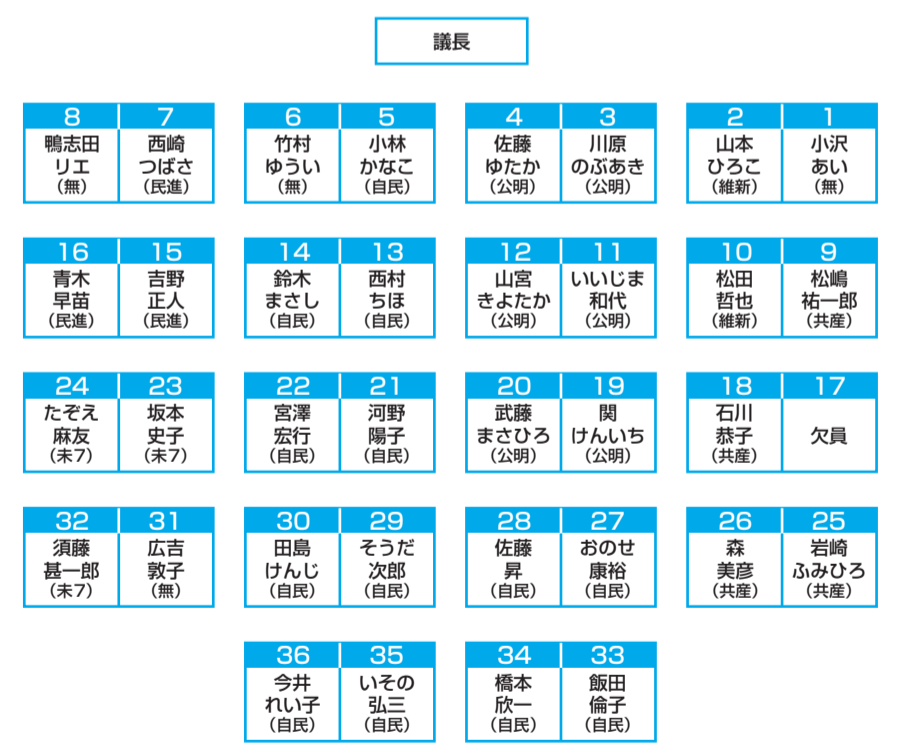 議長
8 7 6 5 4 3 2 1
鴨志田 西崎 竹村 小林 佐藤 川原 山本 小沢
リエ つばさ ゆうい かなこ ゆたか のぶあき ひろこ あい
（無） （民進） （無） （自民） （公明） （公明） （維新） （無）
16 15 14 13 12 11 10 9
青木 吉野 鈴木 西村 山宮 いいじま 松田 松嶋
早苗 正人 まさし ちほ きよたか 和代 哲也 祐一郎
（民進） （民進） （自民） （自民） （公明） （公明） （維新） （共産）
24 23 22 21 20 19 18 17
たぞえ 坂本 宮澤 河野 武藤 関 石川
麻友 史子 宏行 陽子 まさひろ けんいち 恭子 欠員
（未7） （未7） （自民） （自民） （公明） （公明） （共産）
32 31 30 29 28 27 26 25
須藤 広吉 田島 そうだ 佐藤 おのせ 森 岩崎
甚一郎 敦子 けんじ 次郎 昇 康裕 美彦 ふみひろ
（未7） （無） （自民） （自民） （自民） （自民） （共産） （共産）
36 35 34 33
今井 いその 橋本 飯田
れい子 弘三 欣一 倫子
（自民） （自民） （自民） （自民）